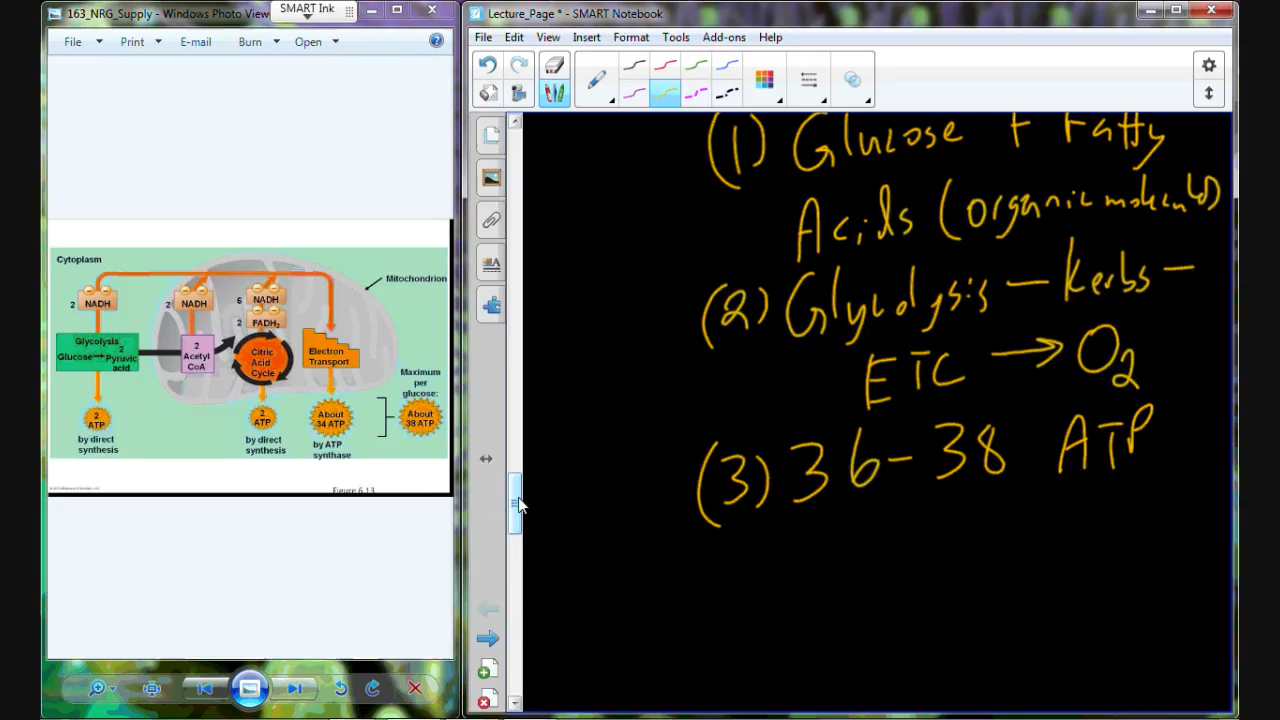 163_NRG_Supply - Windows Photo View
SMART Ink
File Print E-mail Burn Open
Cytoplasm
Mitochondrion
2 NADH
2 NADH
6 NADH
2 FADH2
Glycolysis
Glucose 2 Pyruvic acid
2 Acetyl CoA
Citric Acid Cycle
Electron Transport
Maximum per glucose:
2 ATP
by direct synthesis
2 ATP
by direct synthesis
About 34 ATP
by ATP synthase
About 38 ATP
Figure 6.13
Lecture_Page * - SMART Notebook
File Edit View Insert Format Tools Add-ons Help
(1) Glucose + Fatty
Acids (organic molecules)
(2) Glycolysis — Kerbs —
ETC → O2
(3) 36-38 ATP